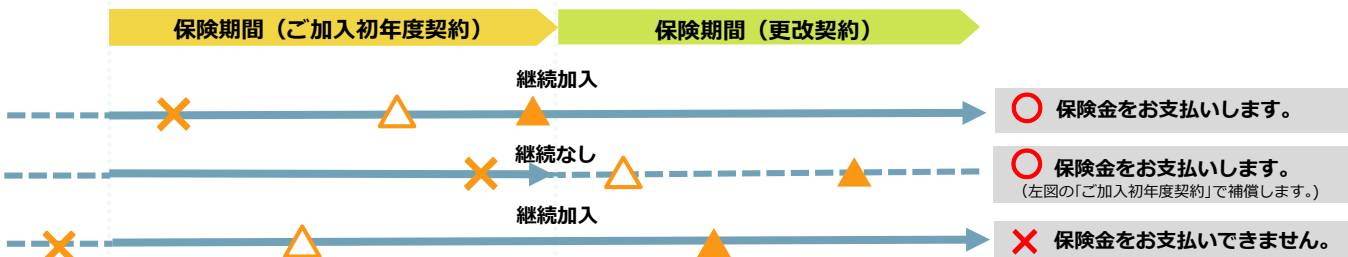 保険期間（ご加入初年度契約）
保険期間（更改契約）
継続加入
保険金をお支払いします。
継続なし
保険金をお支払いします。
（左図の「ご加入初年度契約」で補償します。)
継続加入
保険金をお支払いできません。